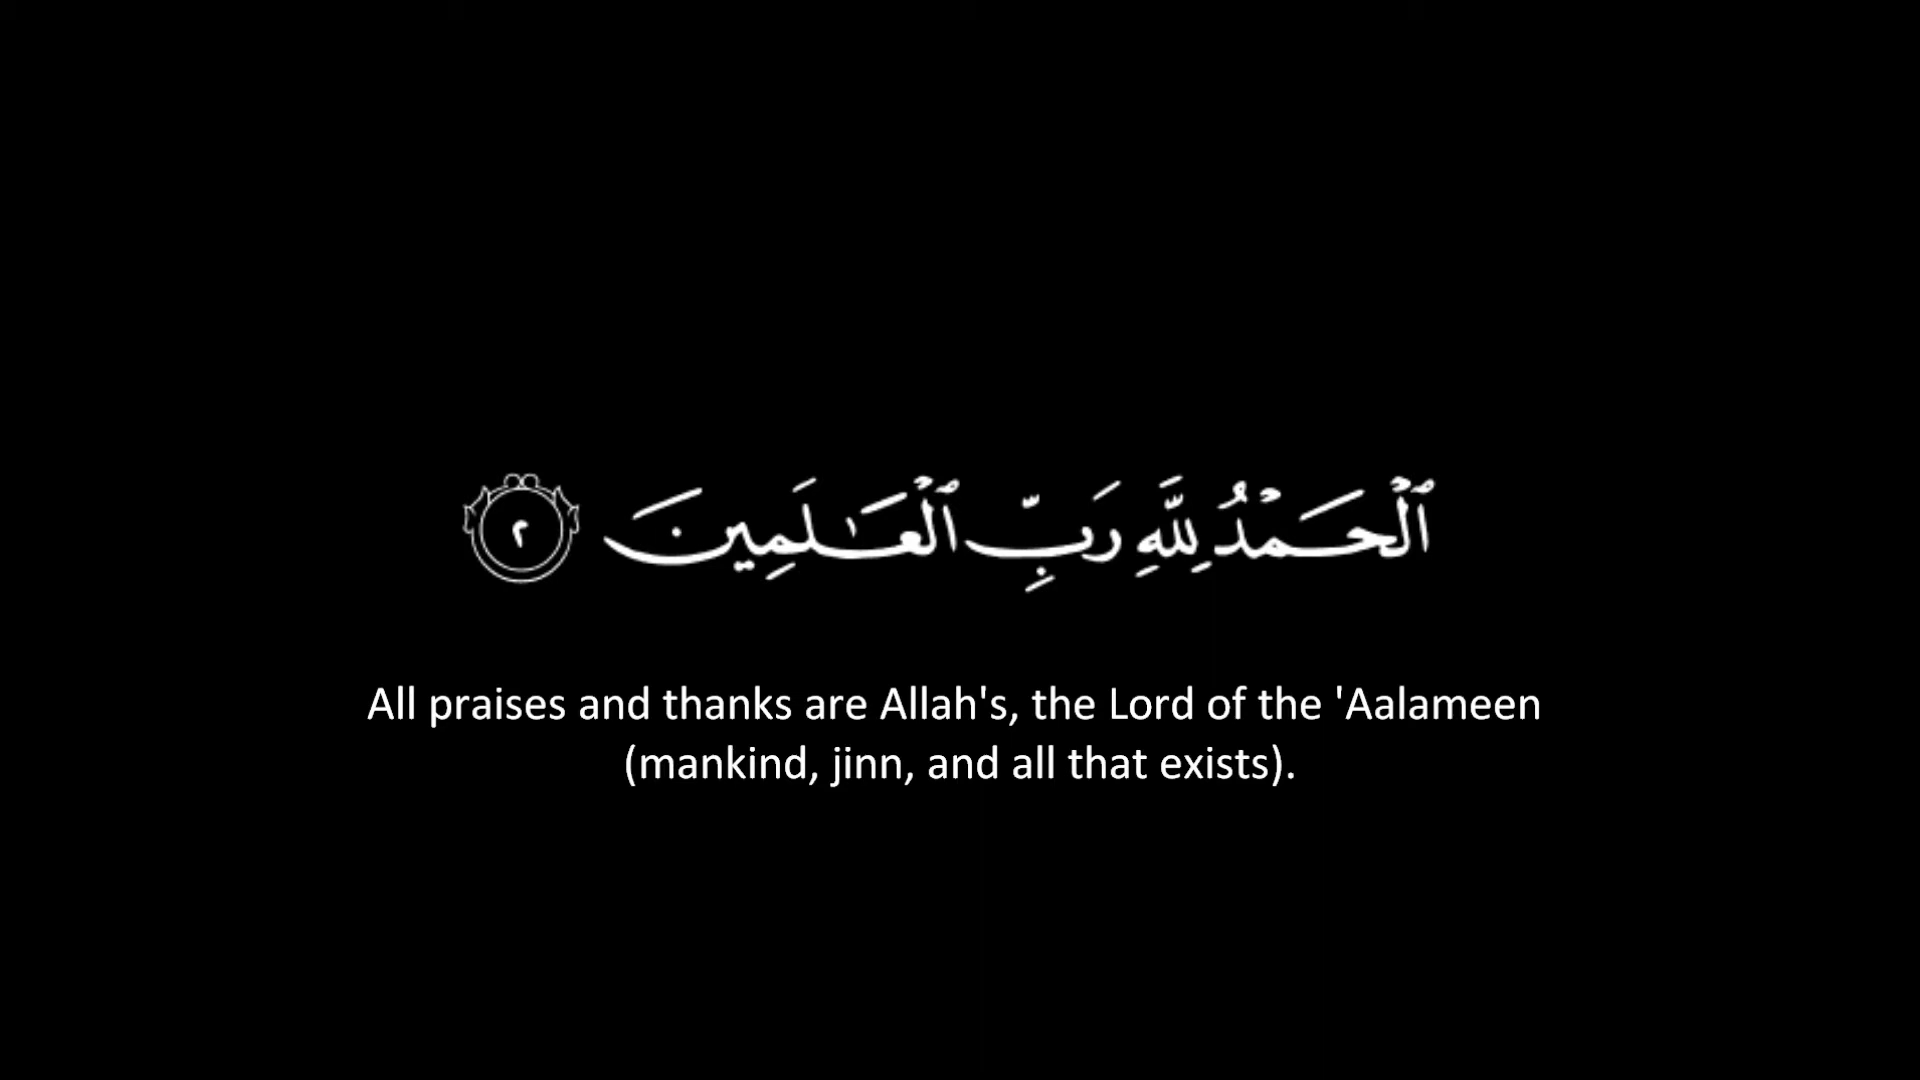 ٱلْحَمْدُ لِلَّهِ رَبِّ ٱلْعَـٰلَمِينَ ٢
All praises and thanks are Allah's, the Lord of the 'Aalameen
(mankind, jinn, and all that exists).